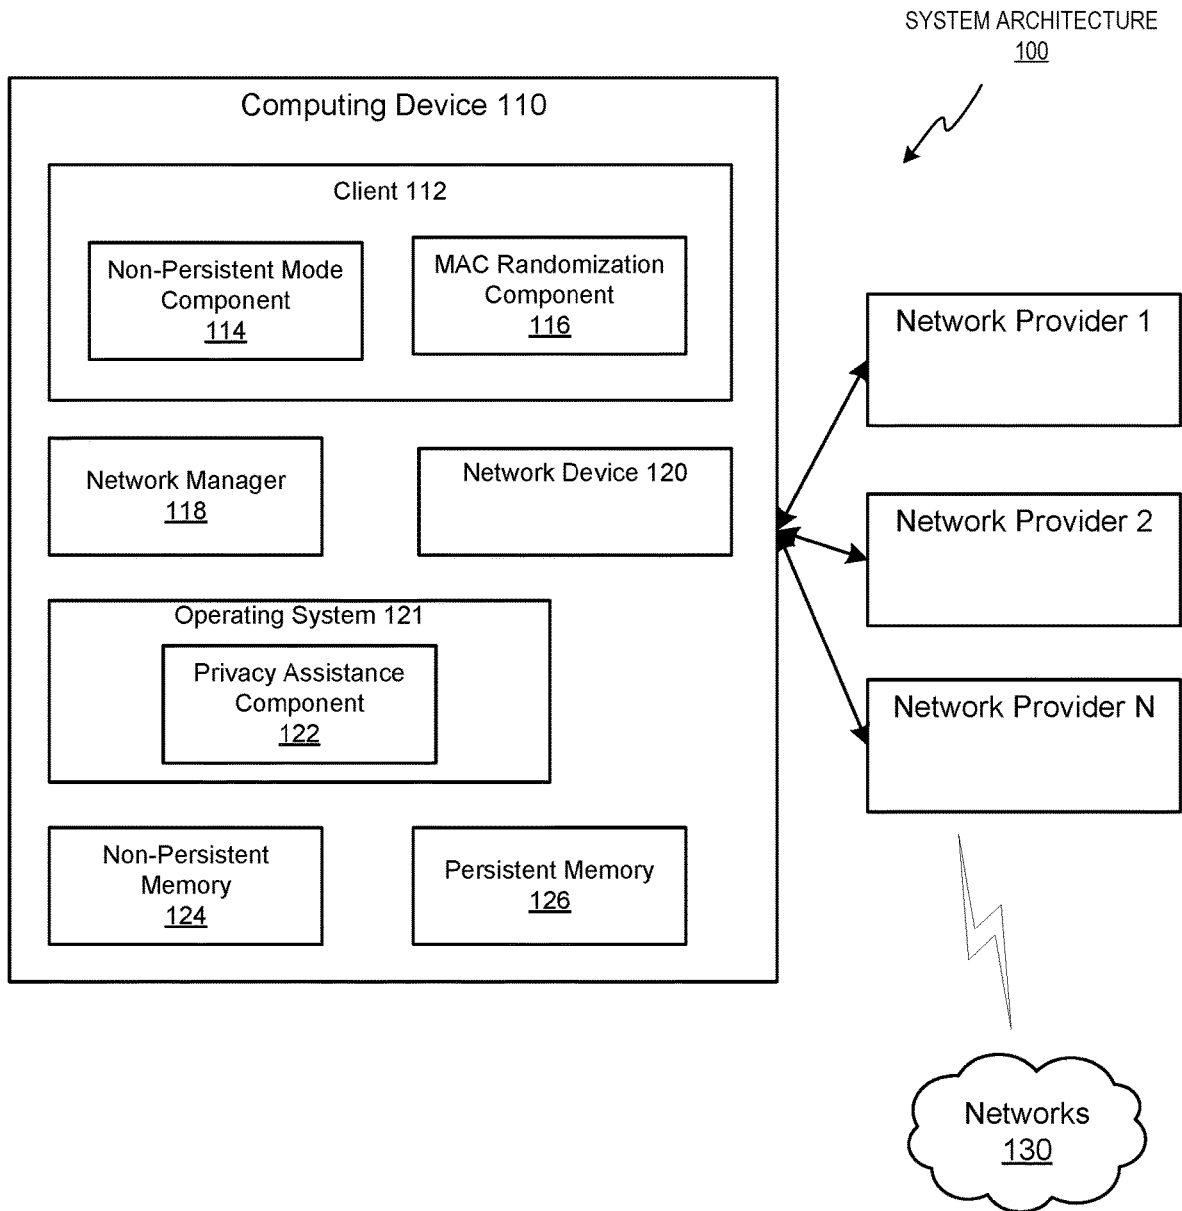 SYSTEM ARCHITECTURE
100
Computing Device 110
Client 112
Non-Persistent Mode
Component
114
MAC Randomization
Component
116
Network Manager
118
Network Device 120
Operating System 121
Privacy Assistance
Component
122
Non-Persistent
Memory
124
Persistent Memory
126
Network Provider 1
Network Provider 2
Network Provider N
Networks
130